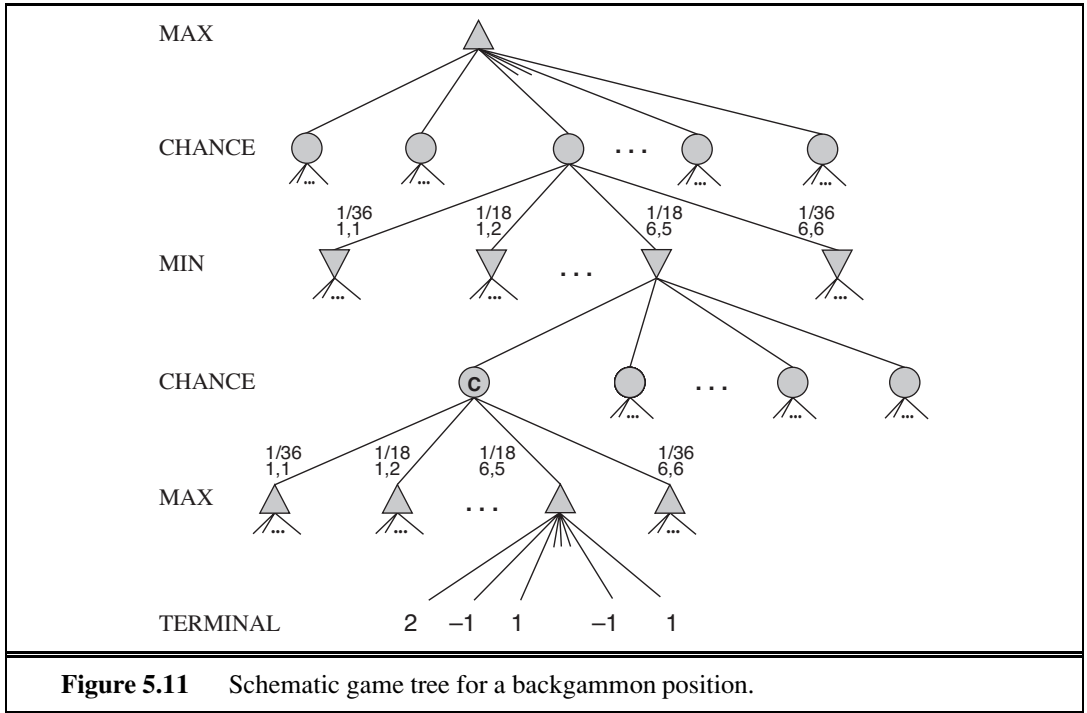 MAX
CHANCE
...
1/36 1/18 1/18 1/36
1,1 1,2 6,5 6,6
MIN
...
CHANCE
C
...
1/36 1/18 1/18 1/36
1,1 1,2 6,5 6,6
MAX
...
TERMINAL 2 –1 1 –1 1
Figure 5.11 Schematic game tree for a backgammon position.